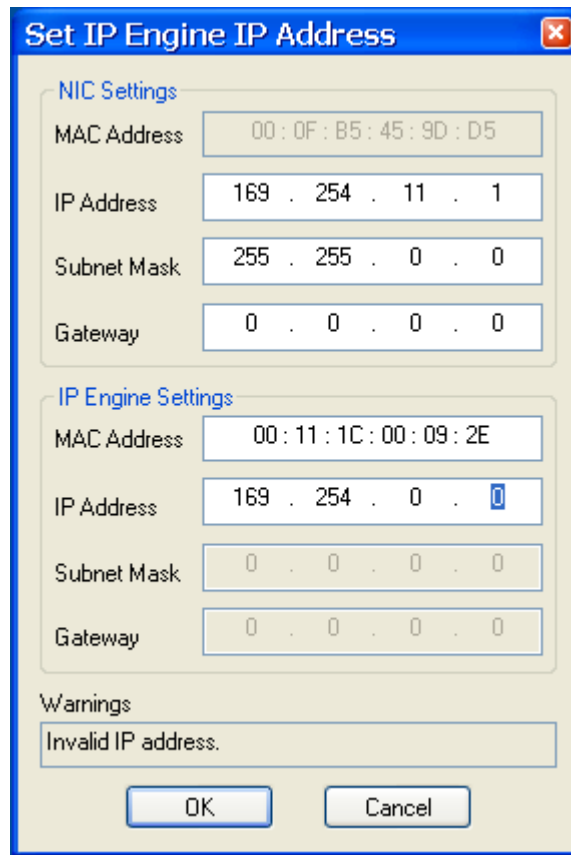 Set IP Engine IP Address
NIC Settings
MAC Address 00 : 0F : B5 : 45 : 9D : D5
IP Address 169 . 254 . 11 . 1
Subnet Mask 255 . 255 . 0 . 0
Gateway 0 . 0 . 0 . 0
IP Engine Settings
MAC Address 00 : 11 : 1C : 00 : 09 : 2E
IP Address 169 . 254 . 0 . 0
Subnet Mask 0 . 0 . 0 . 0
Gateway 0 . 0 . 0 . 0
Warnings
Invalid IP address.
OK Cancel